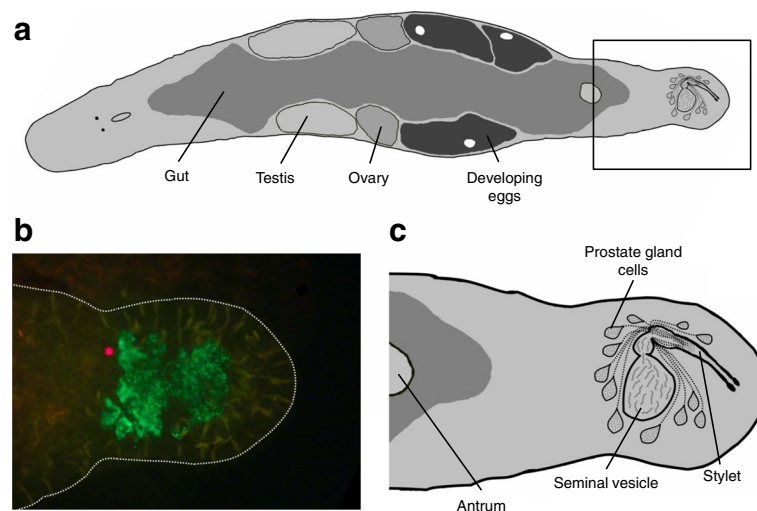 a
Gut
Testis
Ovary
Developing
eggs
b
c
Prostate gland
cells
Antrum
Seminal vesicle
Stylet